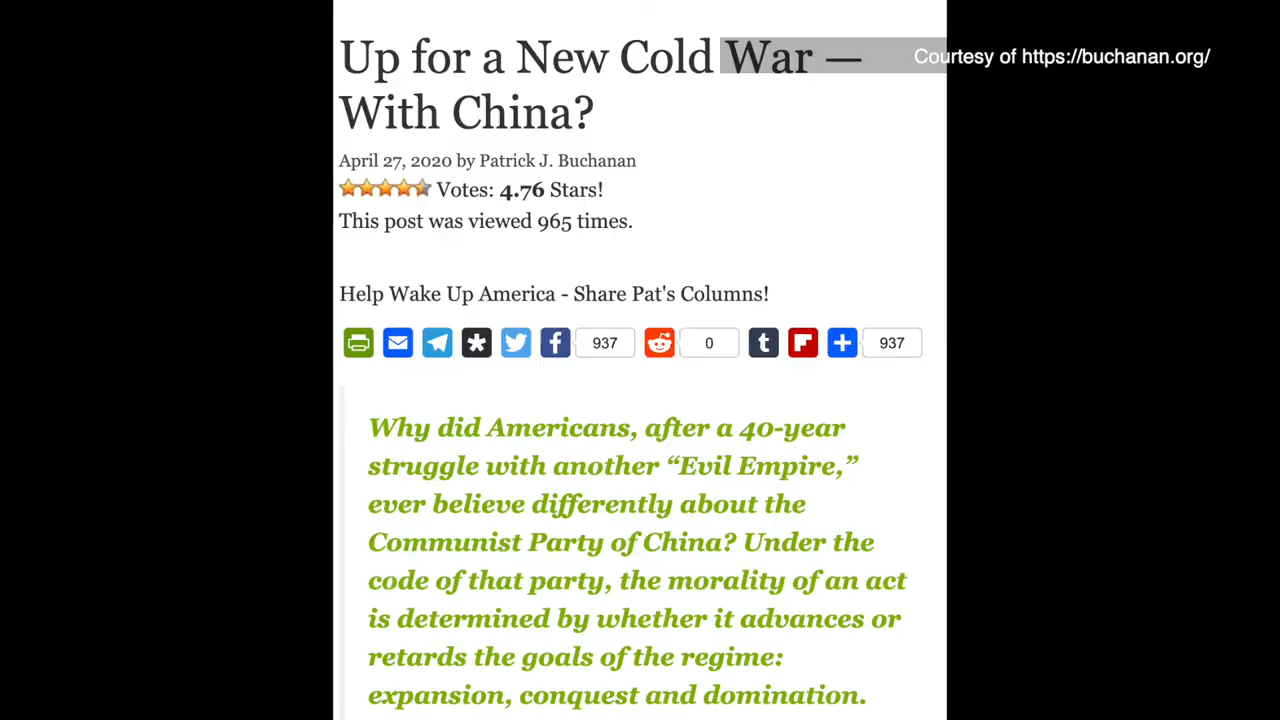 Up for a New Cold War —
Courtesy of https://buchanan.org/
With China?
April 27, 2020 by Patrick J. Buchanan
Votes: 4.76 Stars!
This post was viewed 965 times.
Help Wake Up America - Share Pat's Columns!
f 937 0 t 937
Why did Americans, after a 40-year
struggle with another “Evil Empire,”
ever believe differently about the
Communist Party of China? Under the
code of that party, the morality of an act
is determined by whether it advances or
retards the goals of the regime:
expansion, conquest and domination.